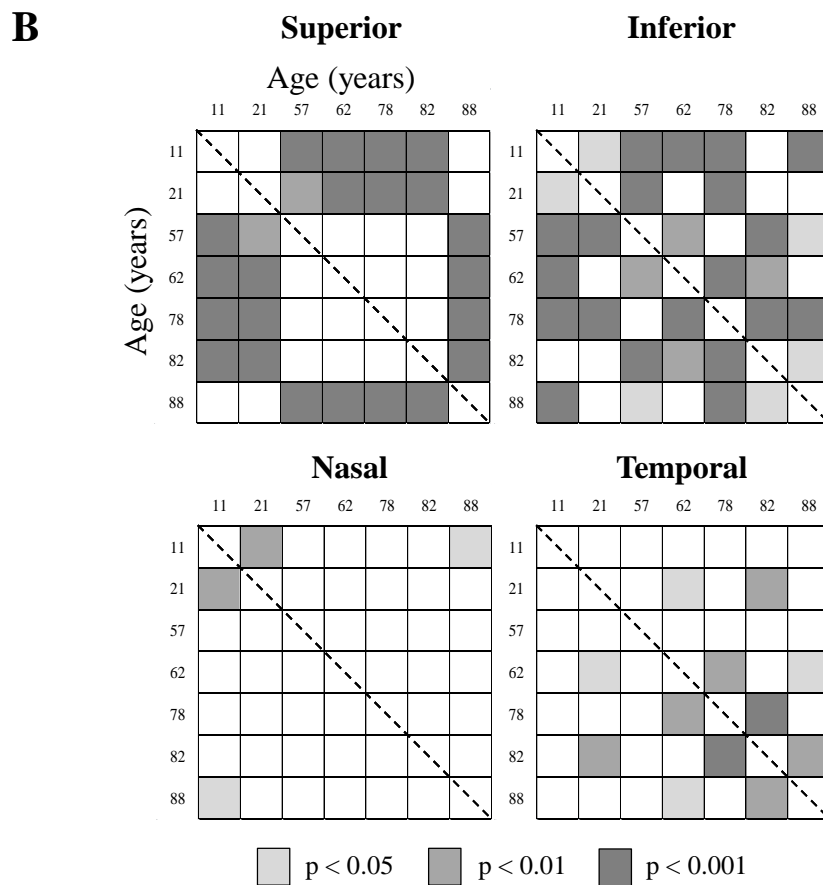 B
Superior Inferior
Age (years)
11 21 57 62 78 82 88 11 21 57 62 78 82 88
Age (years)
11 11
21 21
57 57
62 62
78 78
82 82
88 88
Nasal Temporal
11 21 57 62 78 82 88 11 21 57 62 78 82 88
11 11
21 21
57 57
62 62
78 78
82 82
88 88
p < 0.05 p < 0.01 p < 0.001